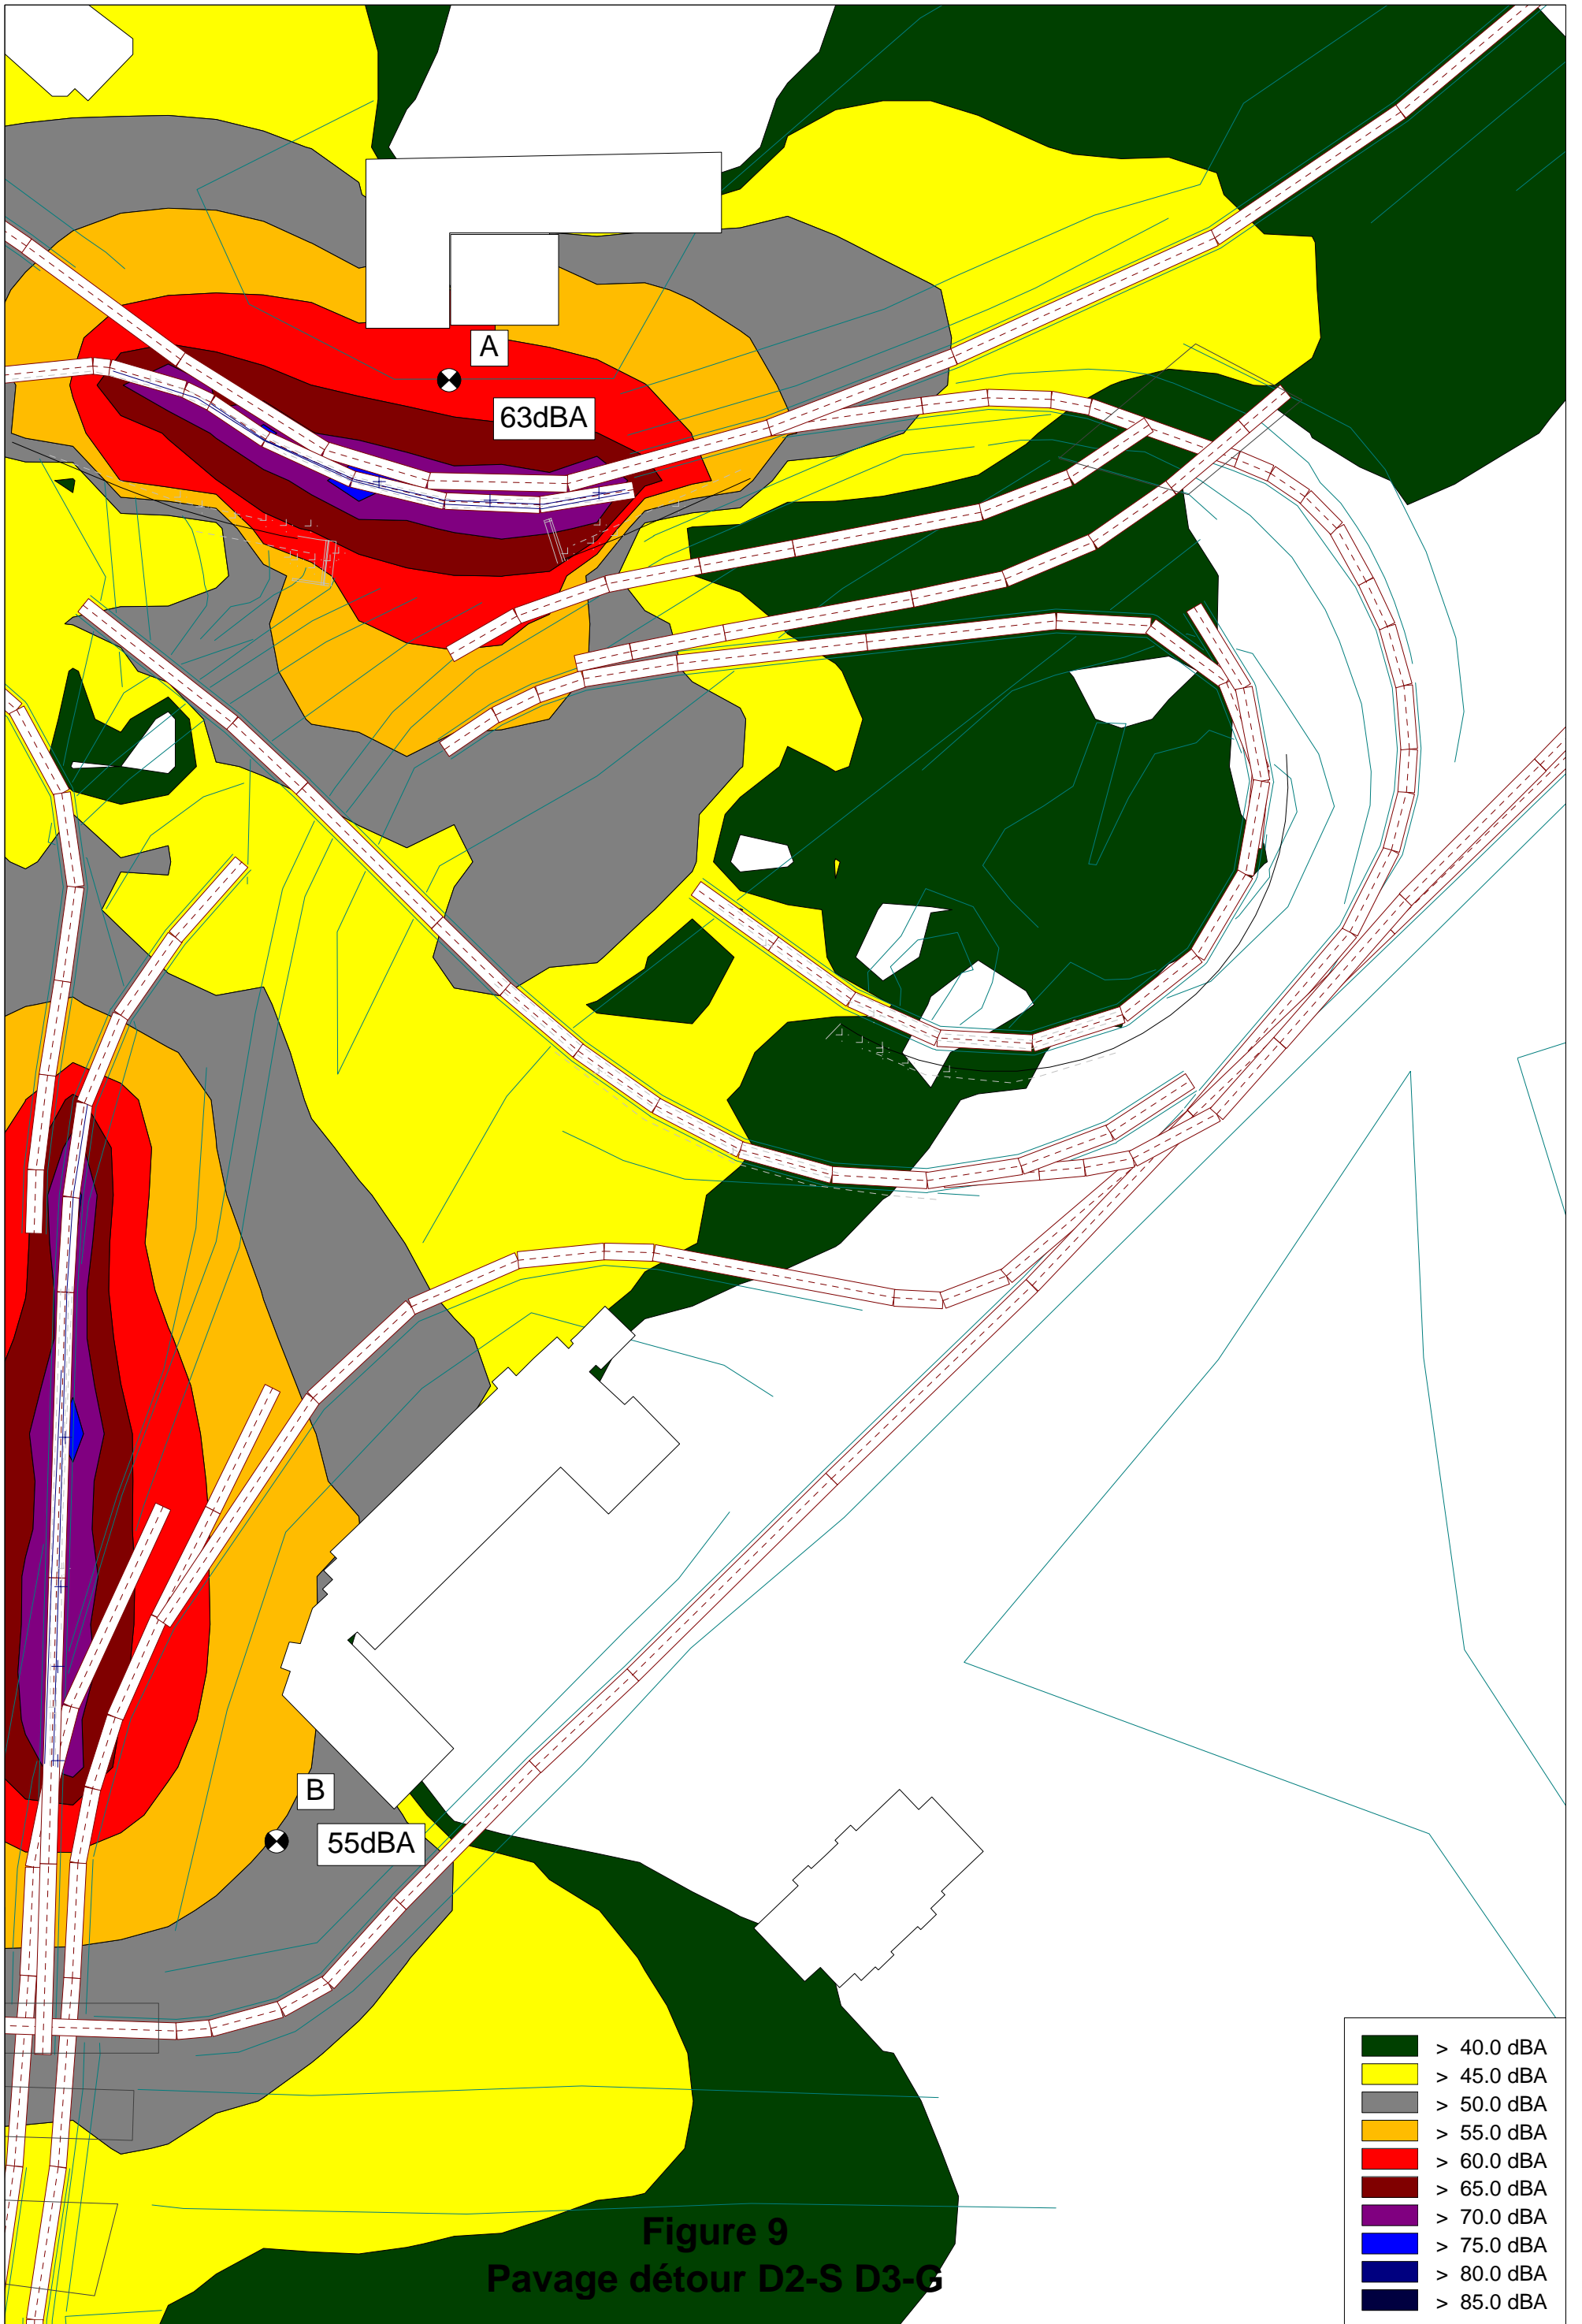 A
63dBA
B
55dBA
Figure 9
Pavage détour D2-S D3-G
> 40.0 dBA
> 45.0 dBA
> 50.0 dBA
> 55.0 dBA
> 60.0 dBA
> 65.0 dBA
> 70.0 dBA
> 75.0 dBA
> 80.0 dBA
> 85.0 dBA